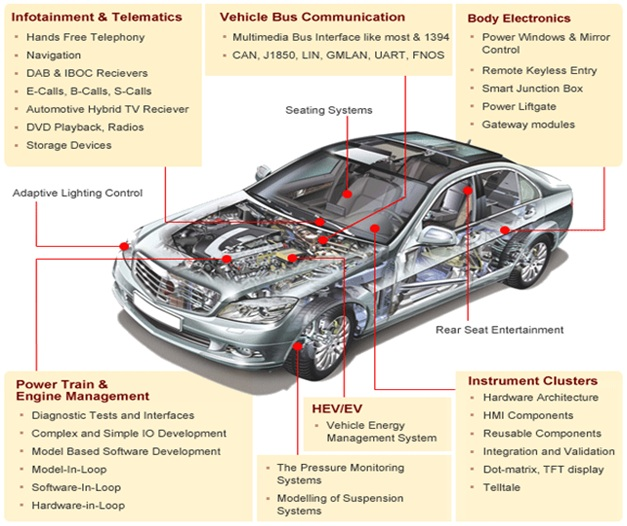 Infotainment & Telematics
Hands Free Telephony
Navigation
DAB & IBOC Recievers
E-Calls, B-Calls, S-Calls
Automotive Hybrid TV Reciever
DVD Playback, Radios
Storage Devices
Vehicle Bus Communication
Multimedia Bus Interface like most & 1394
CAN, J1850, LIN, GMLAN, UART, FNOS
Body Electronics
Power Windows & Mirror
Control
Remote Keyless Entry
Smart Junction Box
Power Liftgate
Gateway modules
Seating Systems
Adaptive Lighting Control
Rear Seat Entertainment
Power Train &
Engine Management
Diagnostic Tests and Interfaces
Complex and Simple IO Development
Model Based Software Development
Model-In-Loop
Software-In-Loop
Hardware-in-Loop
HEV/EV
Vehicle Energy
Management System
The Pressure Monitoring
Systems
Modelling of Suspension
Systems
Instrument Clusters
Hardware Architecture
HMI Components
Reusable Components
Integration and Validation
Dot-matrix, TFT display
Telltale